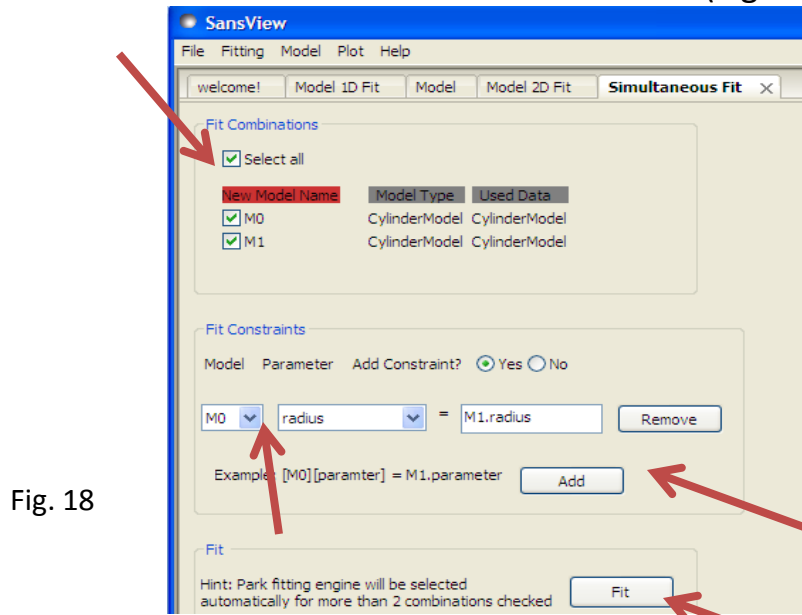 SansView
File Fitting Model Plot Help
welcome! Model 1D Fit Model Model 2D Fit Simultaneous Fit
Fit Combinations
Select all
New Model Name Model Type Used Data
M0 CylinderModel CylinderModel
M1 CylinderModel CylinderModel
Fit Constraints
Model Parameter Add Constraint? Yes No
M0 radius = M1.radius Remove
Example: [M0][paramter] = M1.parameter Add
Fig. 18
Fit
Hint: Park fitting engine will be selected
automatically for more than 2 combinations checked Fit